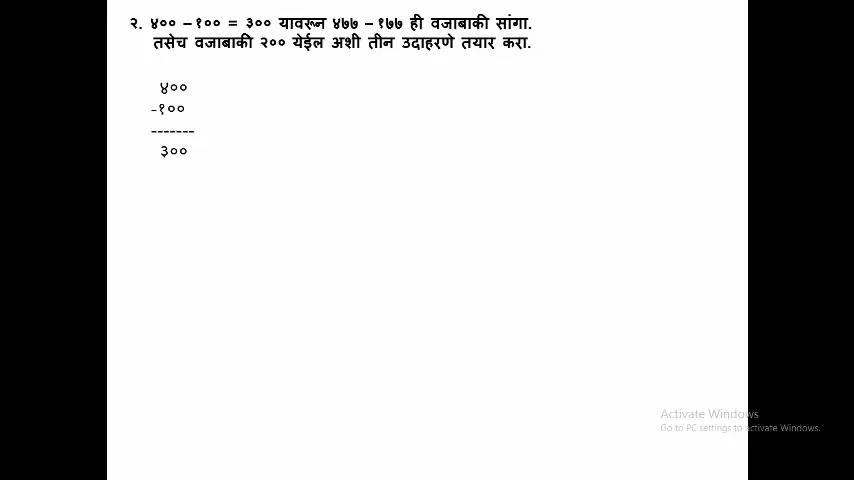 २. ४०० – १०० = ३०० यावरून ४७७ – १७७ ही वजाबाकी सांगा.
तसेच वजाबाकी २०० येईल अशी तीन उदाहरणे तयार करा.
४००
-१००
-------
३००
Activate Windows
Go to PC settings to activate Windows.